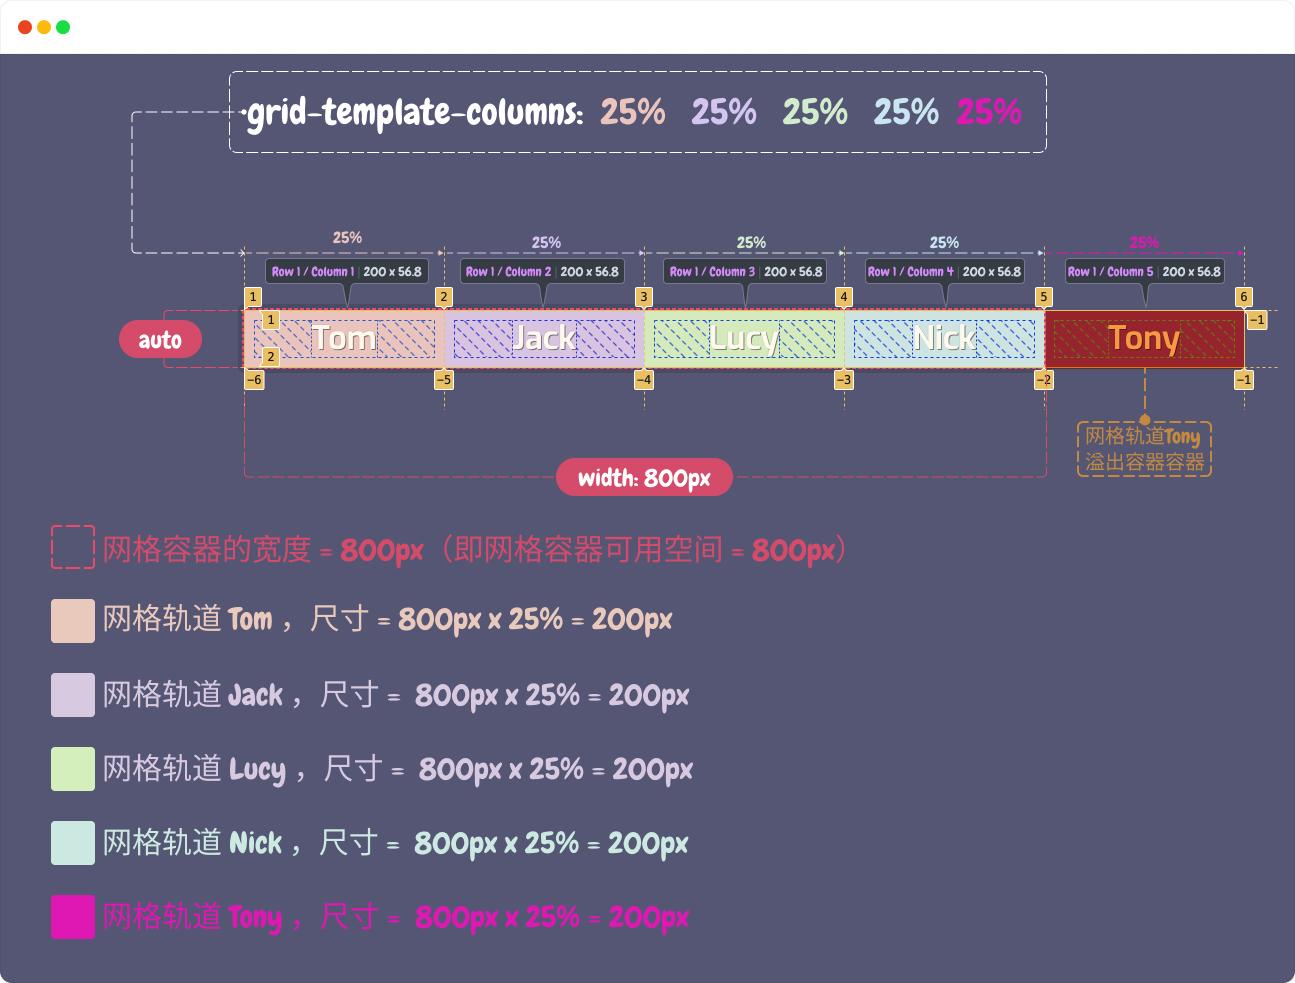 grid-template-columns: 25% 25% 25% 25% 25%
25% 25% 25% 25% 25%
Row 1 / Column 1 | 200 x 56.8 Row 1 / Column 2 | 200 x 56.8 Row 1 / Column 3 | 200 x 56.8 Row 1 / Column 4 | 200 x 56.8 Row 1 / Column 5 | 200 x 56.8
1 2 3 4 5 6
1 -1
auto Tom Jack Lucy Nick Tony
2
-6 -5 -4 -3 -2 -1
网格轨道Tony
溢出容器容器
width: 800px
网格容器的宽度 = 800px（即网格容器可用空间 = 800px）
网格轨道 Tom ，尺寸 = 800px x 25% = 200px
网格轨道 Jack ，尺寸 = 800px x 25% = 200px
网格轨道 Lucy ，尺寸 = 800px x 25% = 200px
网格轨道 Nick ，尺寸 = 800px x 25% = 200px
网格轨道 Tony ，尺寸 = 800px x 25% = 200px